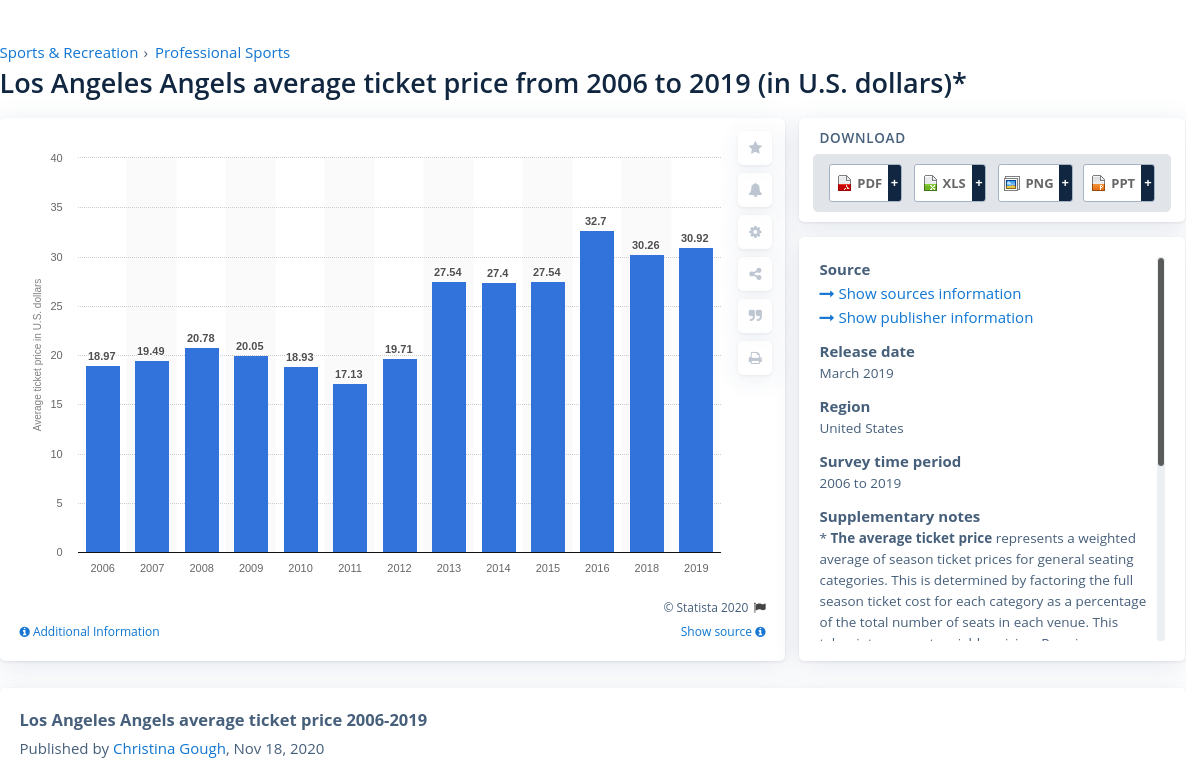 Sports & Recreation › Professional Sports
Los Angeles Angels average ticket price from 2006 to 2019 (in U.S. dollars)*
Average ticket price in U.S. dollars
40
35
30
25
20
15
10
5
0
18.97
19.49
20.78
20.05
18.93
17.13
19.71
27.54
27.4
27.54
32.7
30.26
30.92
2006 2007 2008 2009 2010 2011 2012 2013 2014 2015 2016 2018 2019
© Statista 2020
Additional Information
Show source
DOWNLOAD
PDF + XLS + PNG + PPT +
Source
Show sources information
Show publisher information
Release date
March 2019
Region
United States
Survey time period
2006 to 2019
Supplementary notes
* The average ticket price represents a weighted
average of season ticket prices for general seating
categories. This is determined by factoring the full
season ticket cost for each category as a percentage
of the total number of seats in each venue. This
Los Angeles Angels average ticket price 2006-2019
Published by Christina Gough, Nov 18, 2020